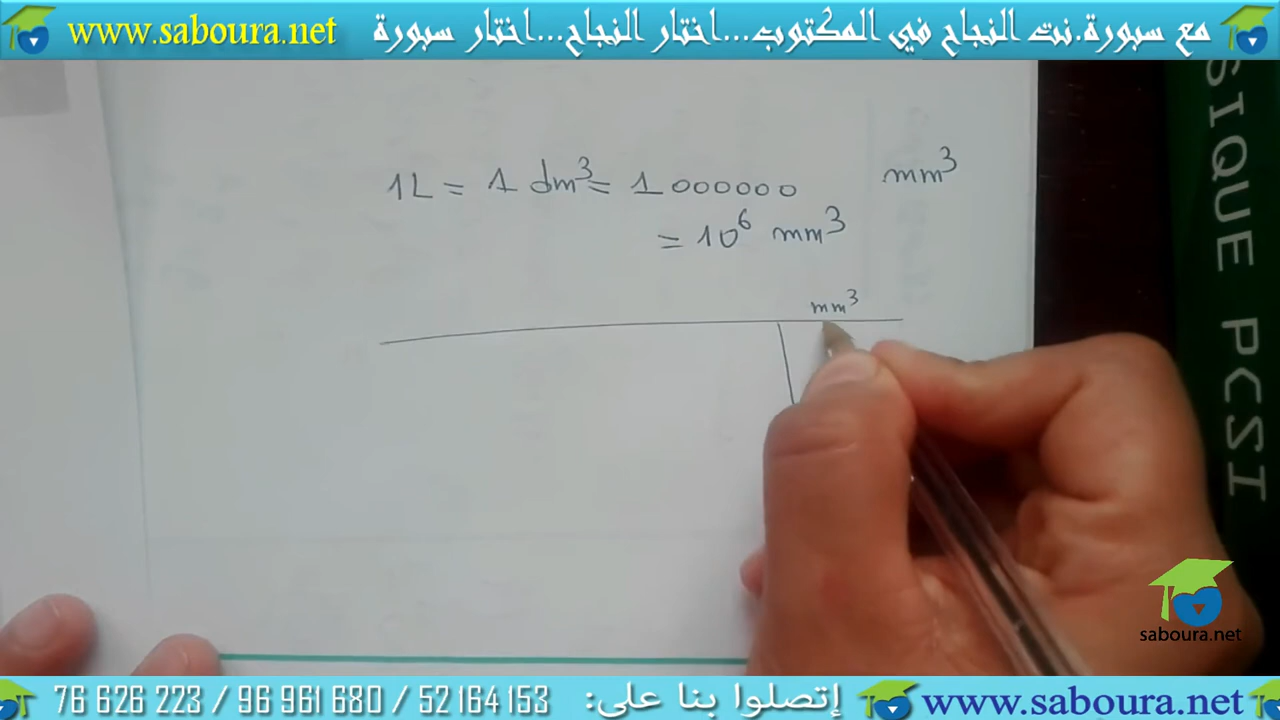 www.saboura.net مع سبورة.نت النجاح في المكتوب...اختار النجاح...اختار سبورة
1L = 1 dm³ = 1 000000 mm³
= 10⁶ mm³
mm³
SIQUE PCSI
saboura.net
76 626 223 / 96 961 680 / 52 164 153 إتصلوا بنا على: www.saboura.net